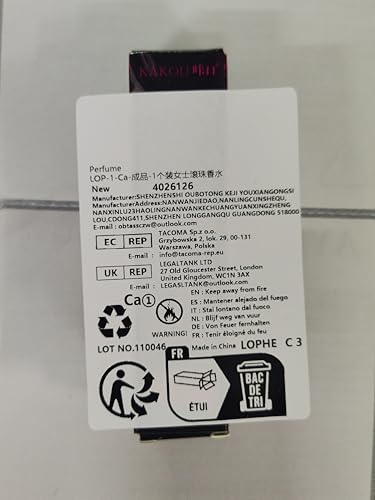 KAKOU
Perfume
LOP-1-Ca-成品-1个装女士滚珠香水
New 4026126
Manufacturer:SHENZHENSHI OUBOTONG KEJI YOUXIANGONGSI
ManufacturerAddress:NANWANJIEDAO,NANLINGCUNSHEQU,
NANXINLU23HAOLINGNANWANKECHUANGYUANXINGZHENG
LOU,CDONG411,SHENZHEN LONGGANGQU GUANGDONG 518000
E-mail : obtassczw@outlook.com
EC REP TACOMA Sp.z o.o.
Grzybowska 2, lok. 29, 00-131
Warszawa, Polska
E-mail : info@tacoma-rep.eu
UK REP LEGALTANK LTD
27 Old Gloucester Street, London
United Kingdom, WC1N 3AX
E-mail : LEGASLTANK@outlook.com
Ca①
EN : Keep away from fire
ES : Mantener alejado del fuego
IT : Stai lontano dal fuoco
NL : Blijf weg van vuur
DE : Von Feuer fernhalten
FR : Tenir éloigné du feu
WARNING!
LOT NO.110046
Made in China LOPHE C 3
FR
ÉTUI
BAC
DE
TRI